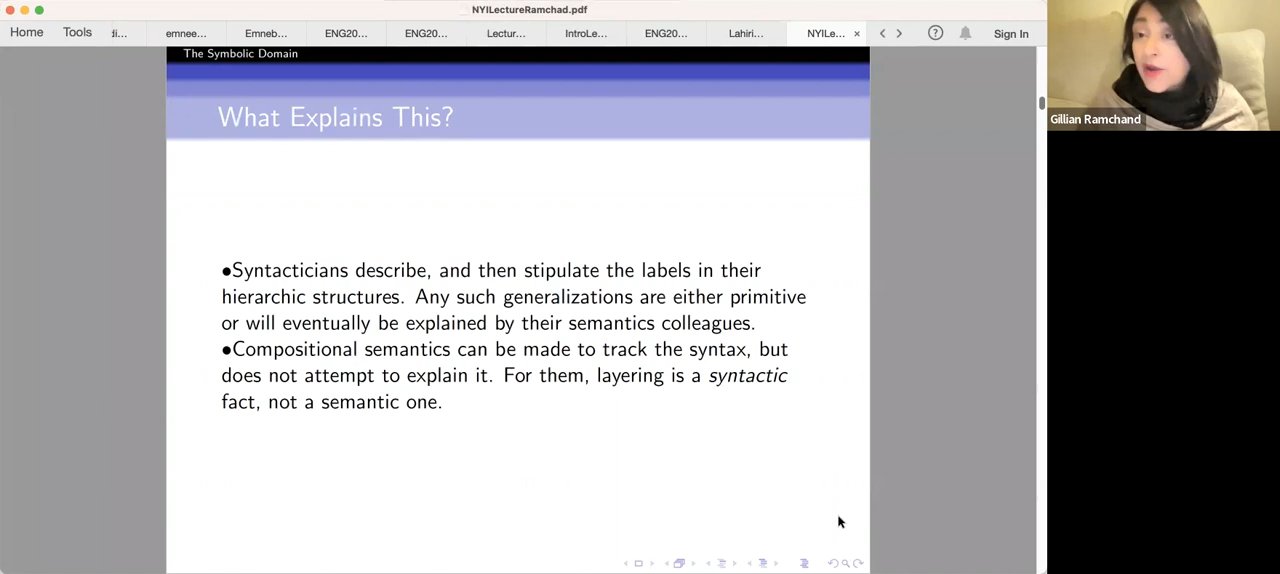 NYILectureRamchad.pdf
Home Tools di... emnee... Emneb... ENG20... ENG20... Lectur... IntroLe... ENG20... Lahiri... NYILe... × ? Sign In
The Symbolic Domain
What Explains This?
•Syntacticians describe, and then stipulate the labels in their
hierarchic structures. Any such generalizations are either primitive
or will eventually be explained by their semantics colleagues.
•Compositional semantics can be made to track the syntax, but
does not attempt to explain it. For them, layering is a syntactic
fact, not a semantic one.
Gillian Ramchand